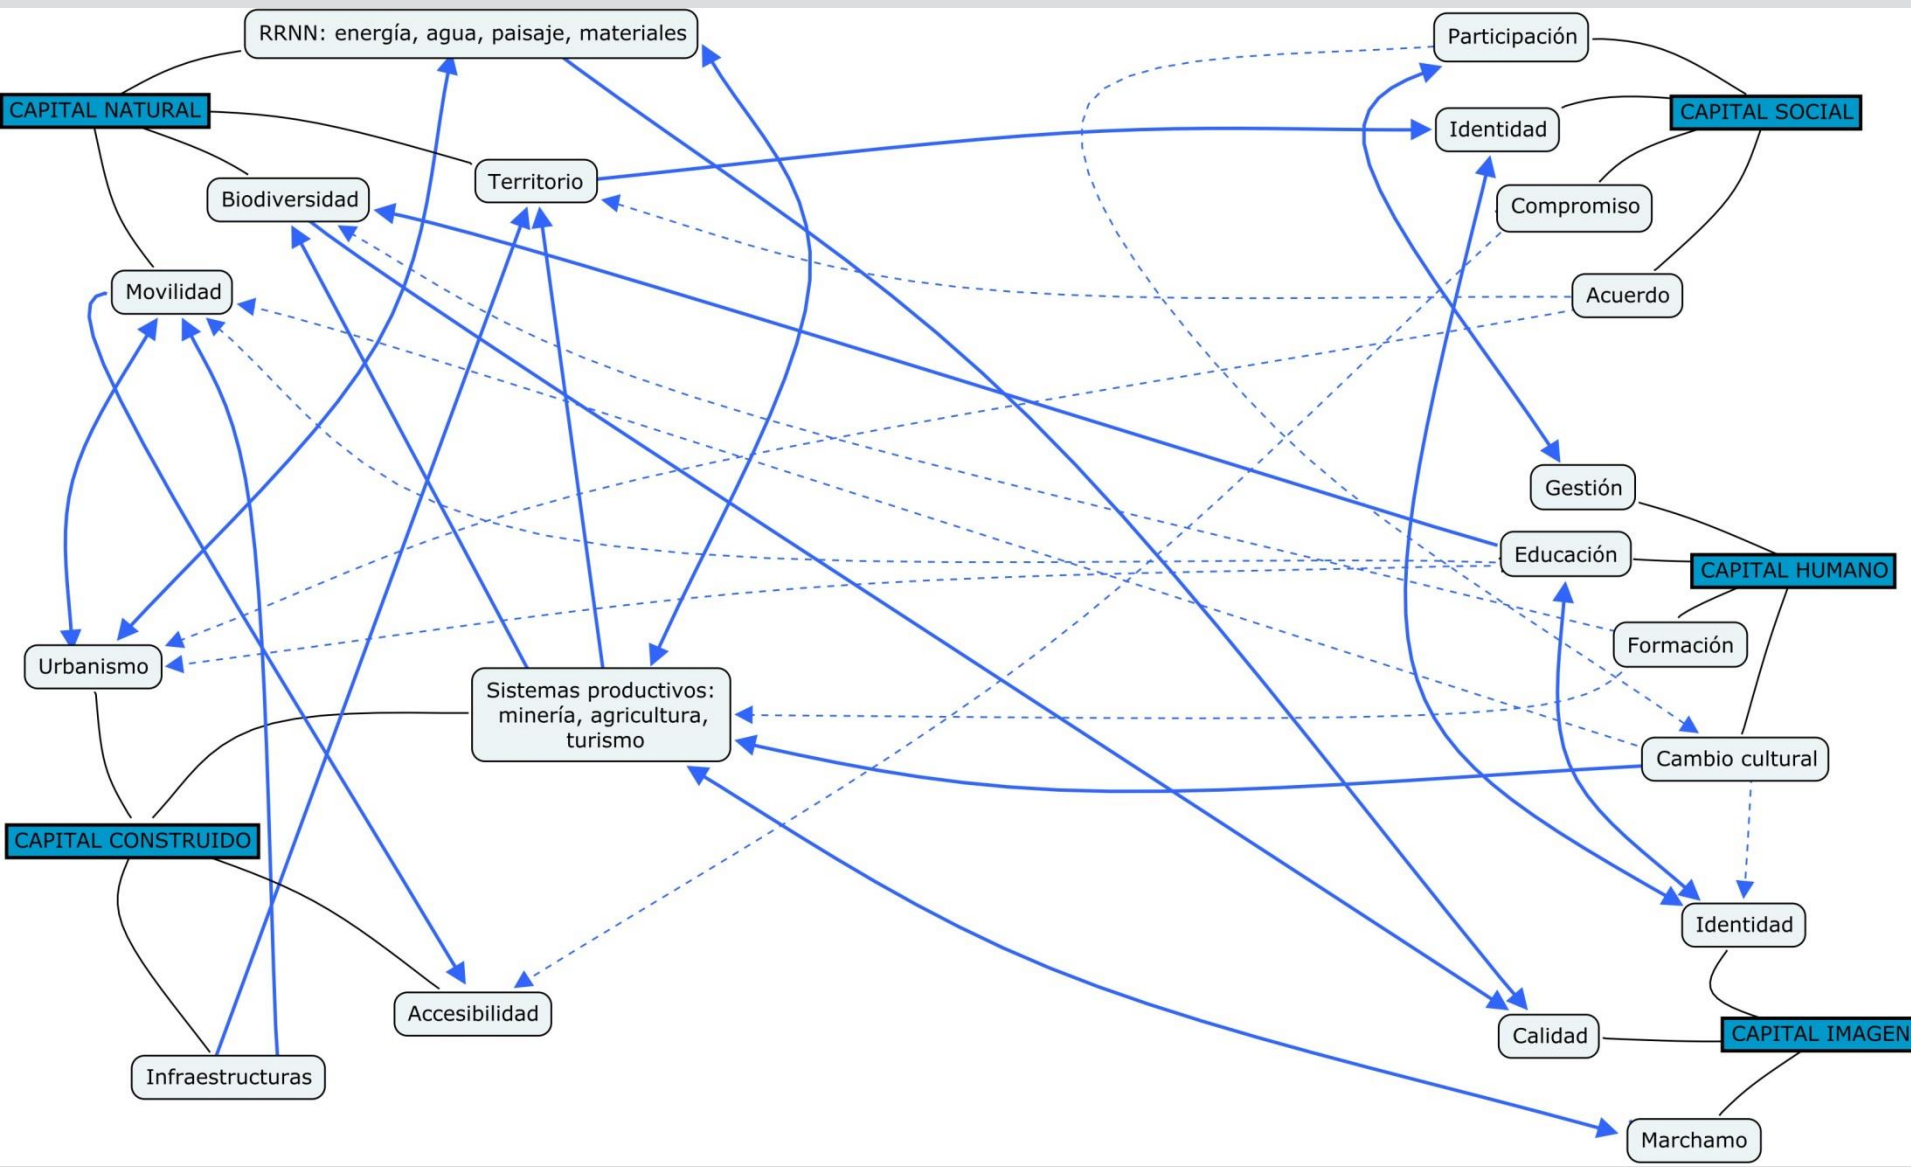 RRNN: energía, agua, paisaje, materiales
CAPITAL NATURAL
Territorio
Biodiversidad
Movilidad
Participación
CAPITAL SOCIAL
Identidad
Compromiso
Acuerdo
Gestión
Educación
CAPITAL HUMANO
Formación
Cambio cultural
Urbanismo
Sistemas productivos:
minería, agricultura,
turismo
CAPITAL CONSTRUIDO
Accesibilidad
Infraestructuras
Identidad
Calidad
CAPITAL IMAGEN
Marchamo